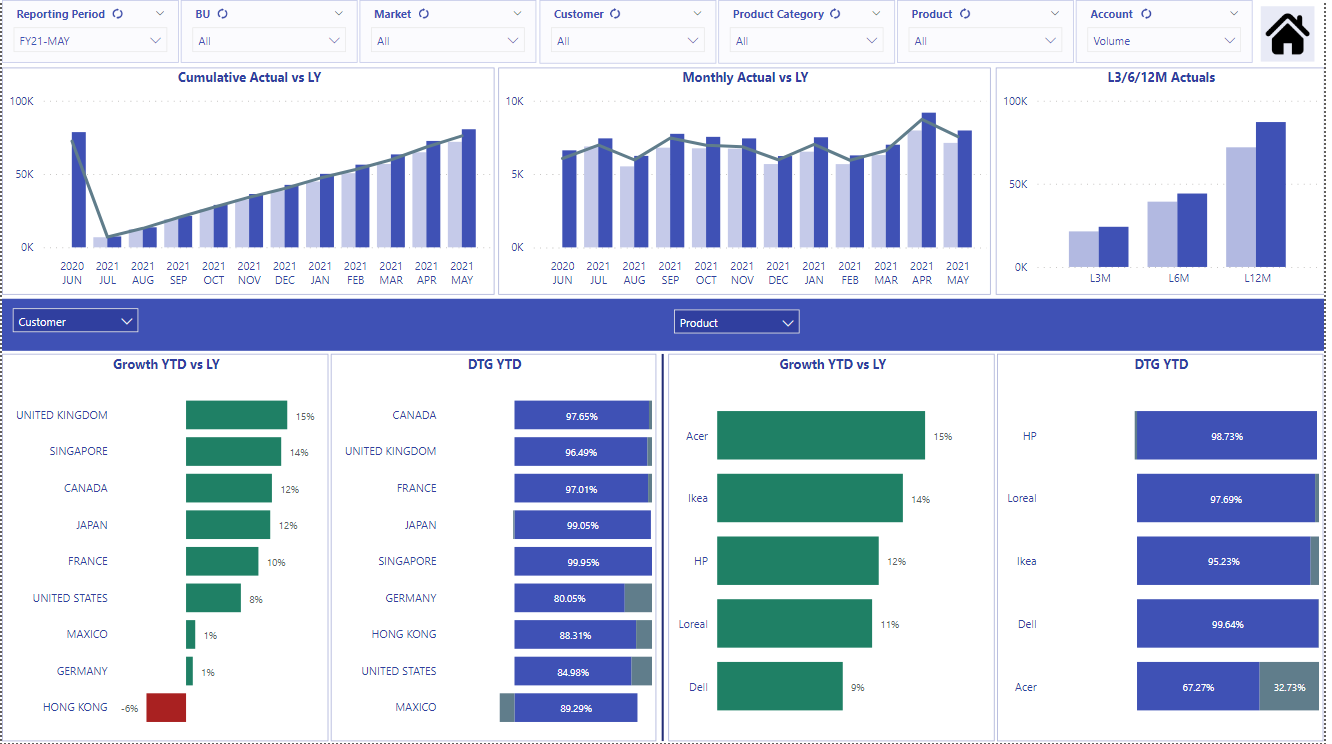 Reporting Period
BU
Market
Customer
Product Category
Product
Account
FY21-MAY
All
All
All
All
All
Volume
Cumulative Actual vs LY
100K
50K
0K
2020 2021 2021 2021 2021 2021 2021 2021 2021 2021 2021 2021
JUN JUL AUG SEP OCT NOV DEC JAN FEB MAR APR MAY
Monthly Actual vs LY
10K
5K
0K
2020 2021 2021 2021 2021 2021 2021 2021 2021 2021 2021 2021
JUN JUL AUG SEP OCT NOV DEC JAN FEB MAR APR MAY
L3/6/12M Actuals
100K
50K
0K
L3M L6M L12M
Customer
Product
Growth YTD vs LY
UNITED KINGDOM 15%
SINGAPORE 14%
CANADA 12%
JAPAN 12%
FRANCE 10%
UNITED STATES 8%
MAXICO 1%
GERMANY 1%
HONG KONG -6%
DTG YTD
CANADA 97.65%
UNITED KINGDOM 96.49%
FRANCE 97.01%
JAPAN 99.05%
SINGAPORE 99.95%
GERMANY 80.05%
HONG KONG 88.31%
UNITED STATES 84.98%
MAXICO 89.29%
Growth YTD vs LY
Acer 15%
Ikea 14%
HP 12%
Loreal 11%
Dell 9%
DTG YTD
HP 98.73%
Loreal 97.69%
Ikea 95.23%
Dell 99.64%
Acer 67.27% 32.73%